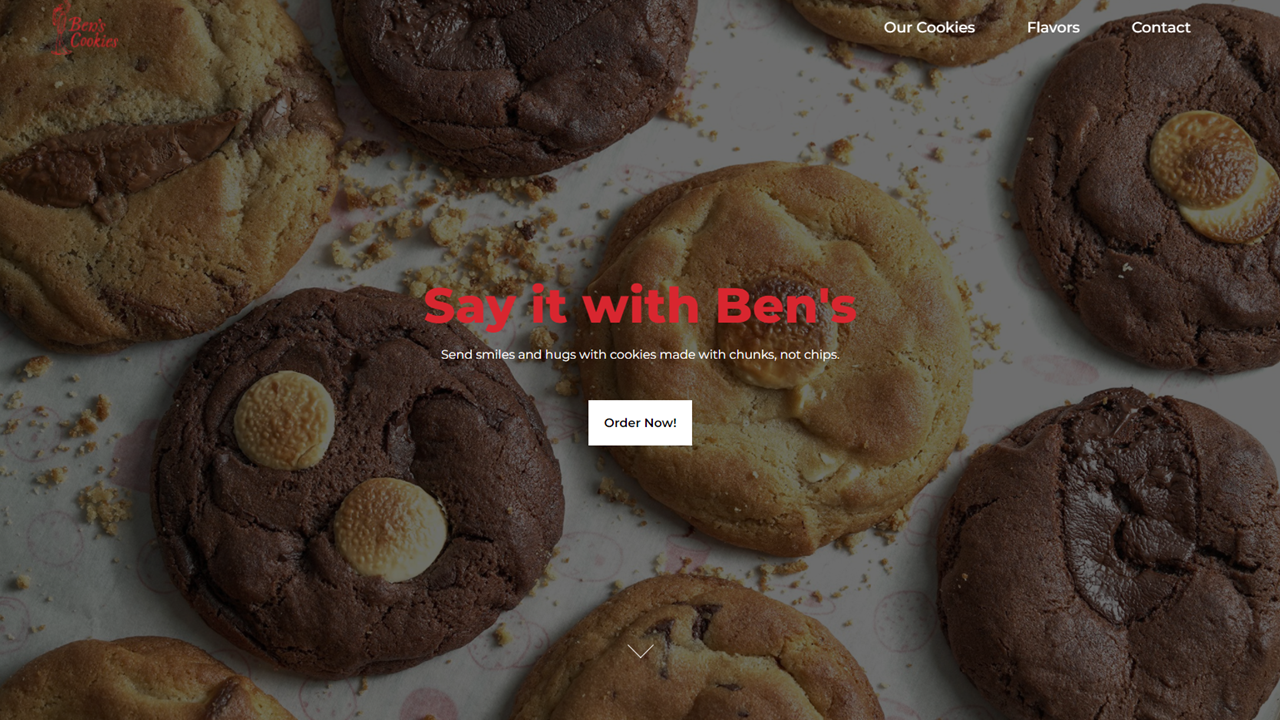 Ben's
Cookies
Our Cookies
Flavors
Contact
Say it with Ben's
Send smiles and hugs with cookies made with chunks, not chips.
Order Now!